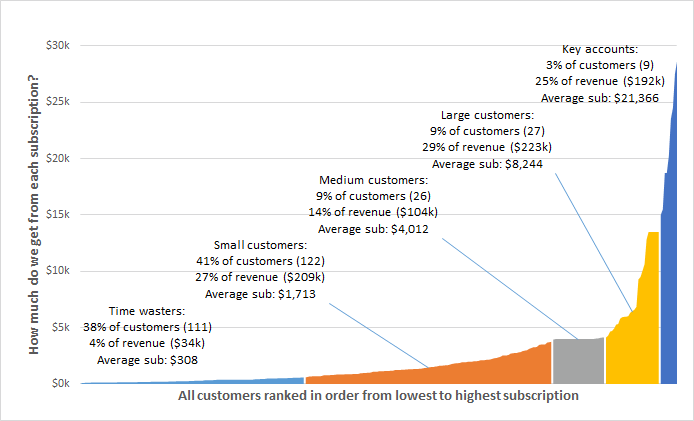 $30k
$25k
$20k
$15k
$10k
$5k
$0k
How much do we get from each subscription?
Key accounts:
3% of customers (9)
25% of revenue ($192k)
Average sub: $21,366
Large customers:
9% of customers (27)
29% of revenue ($223k)
Average sub: $8,244
Medium customers:
9% of customers (26)
14% of revenue ($104k)
Average sub: $4,012
Small customers:
41% of customers (122)
27% of revenue ($209k)
Average sub: $1,713
Time wasters:
38% of customers (111)
4% of revenue ($34k)
Average sub: $308
All customers ranked in order from lowest to highest subscription